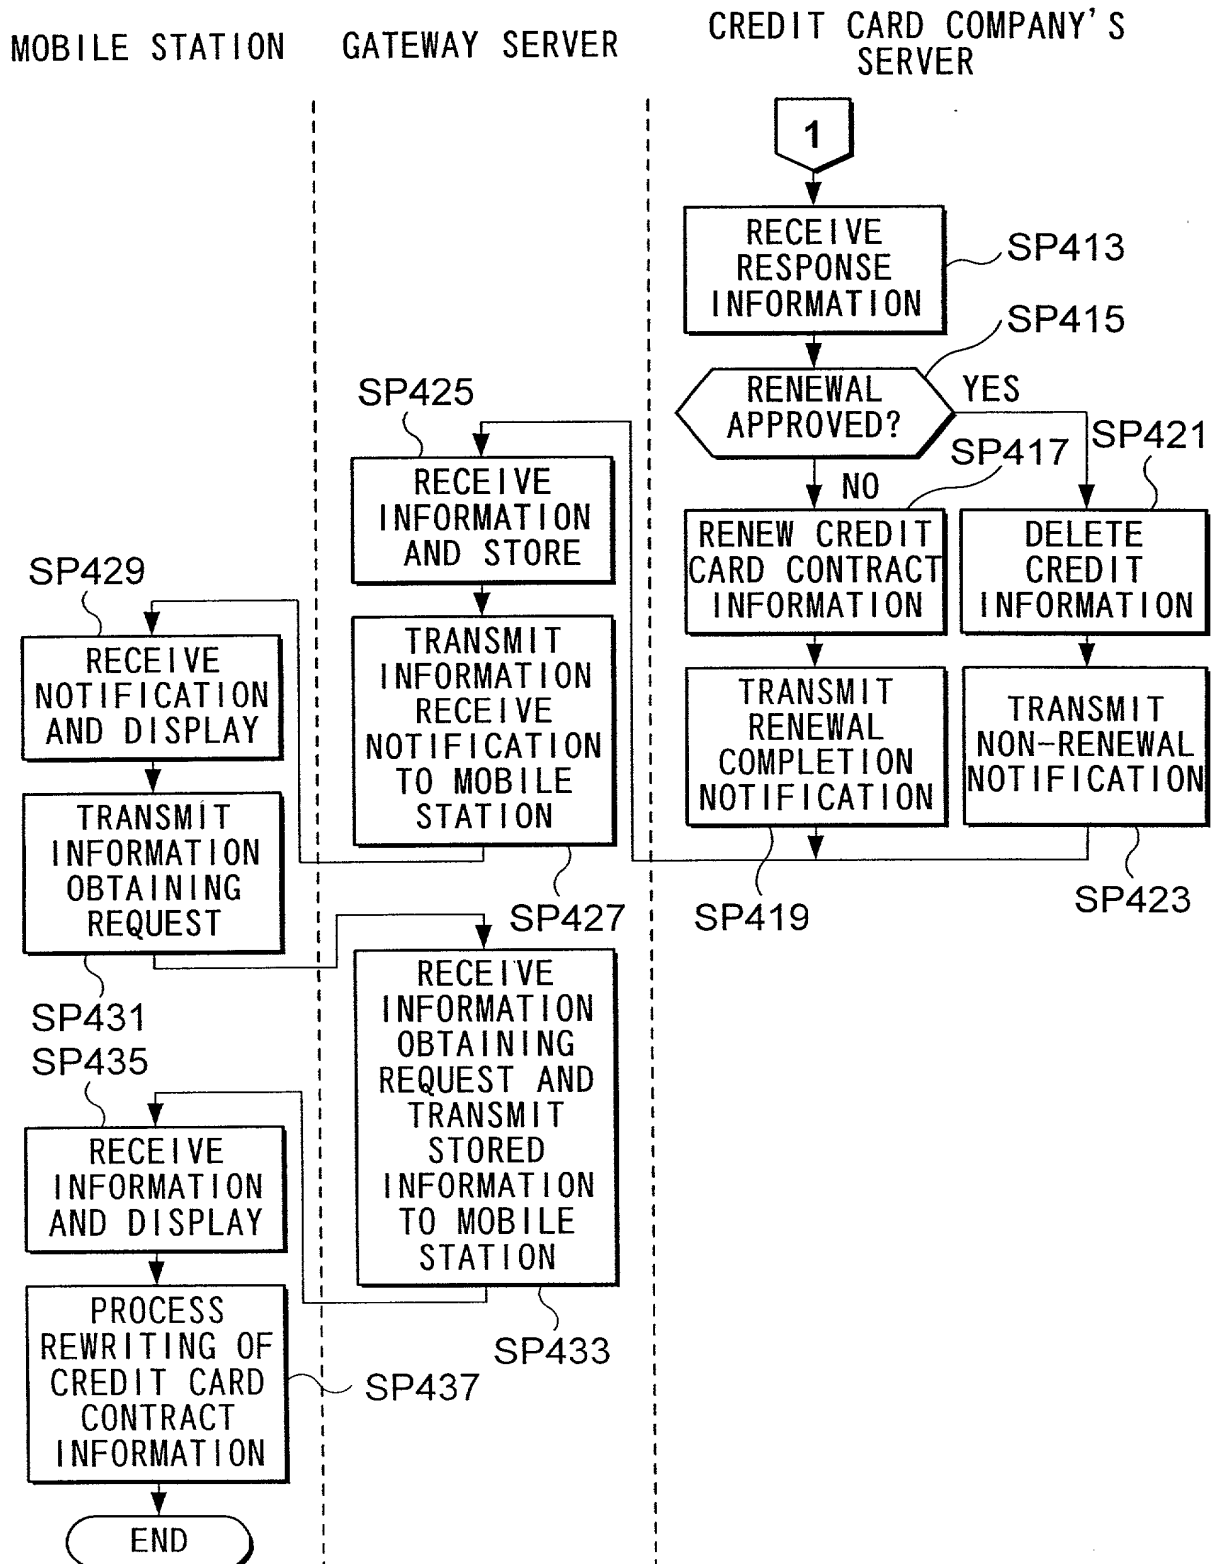 MOBILE STATION
GATEWAY SERVER
CREDIT CARD COMPANY'S
SERVER
1
RECEIVE
RESPONSE
INFORMATION
SP413
SP415
RENEWAL
APPROVED?
YES
NO
SP417
SP421
RENEW CREDIT
CARD CONTRACT
INFORMATION
DELETE
CREDIT
INFORMATION
TRANSMIT
RENEWAL
COMPLETION
NOTIFICATION
TRANSMIT
NON-RENEWAL
NOTIFICATION
SP419
SP423
SP425
RECEIVE
INFORMATION
AND STORE
TRANSMIT
INFORMATION
RECEIVE
NOTIFICATION
TO MOBILE
STATION
SP427
SP429
RECEIVE
NOTIFICATION
AND DISPLAY
TRANSMIT
INFORMATION
OBTAINING
REQUEST
SP431
RECEIVE
INFORMATION
OBTAINING
REQUEST AND
TRANSMIT
STORED
INFORMATION
TO MOBILE
STATION
SP433
SP435
RECEIVE
INFORMATION
AND DISPLAY
PROCESS
REWRITING OF
CREDIT CARD
CONTRACT
INFORMATION
SP437
END